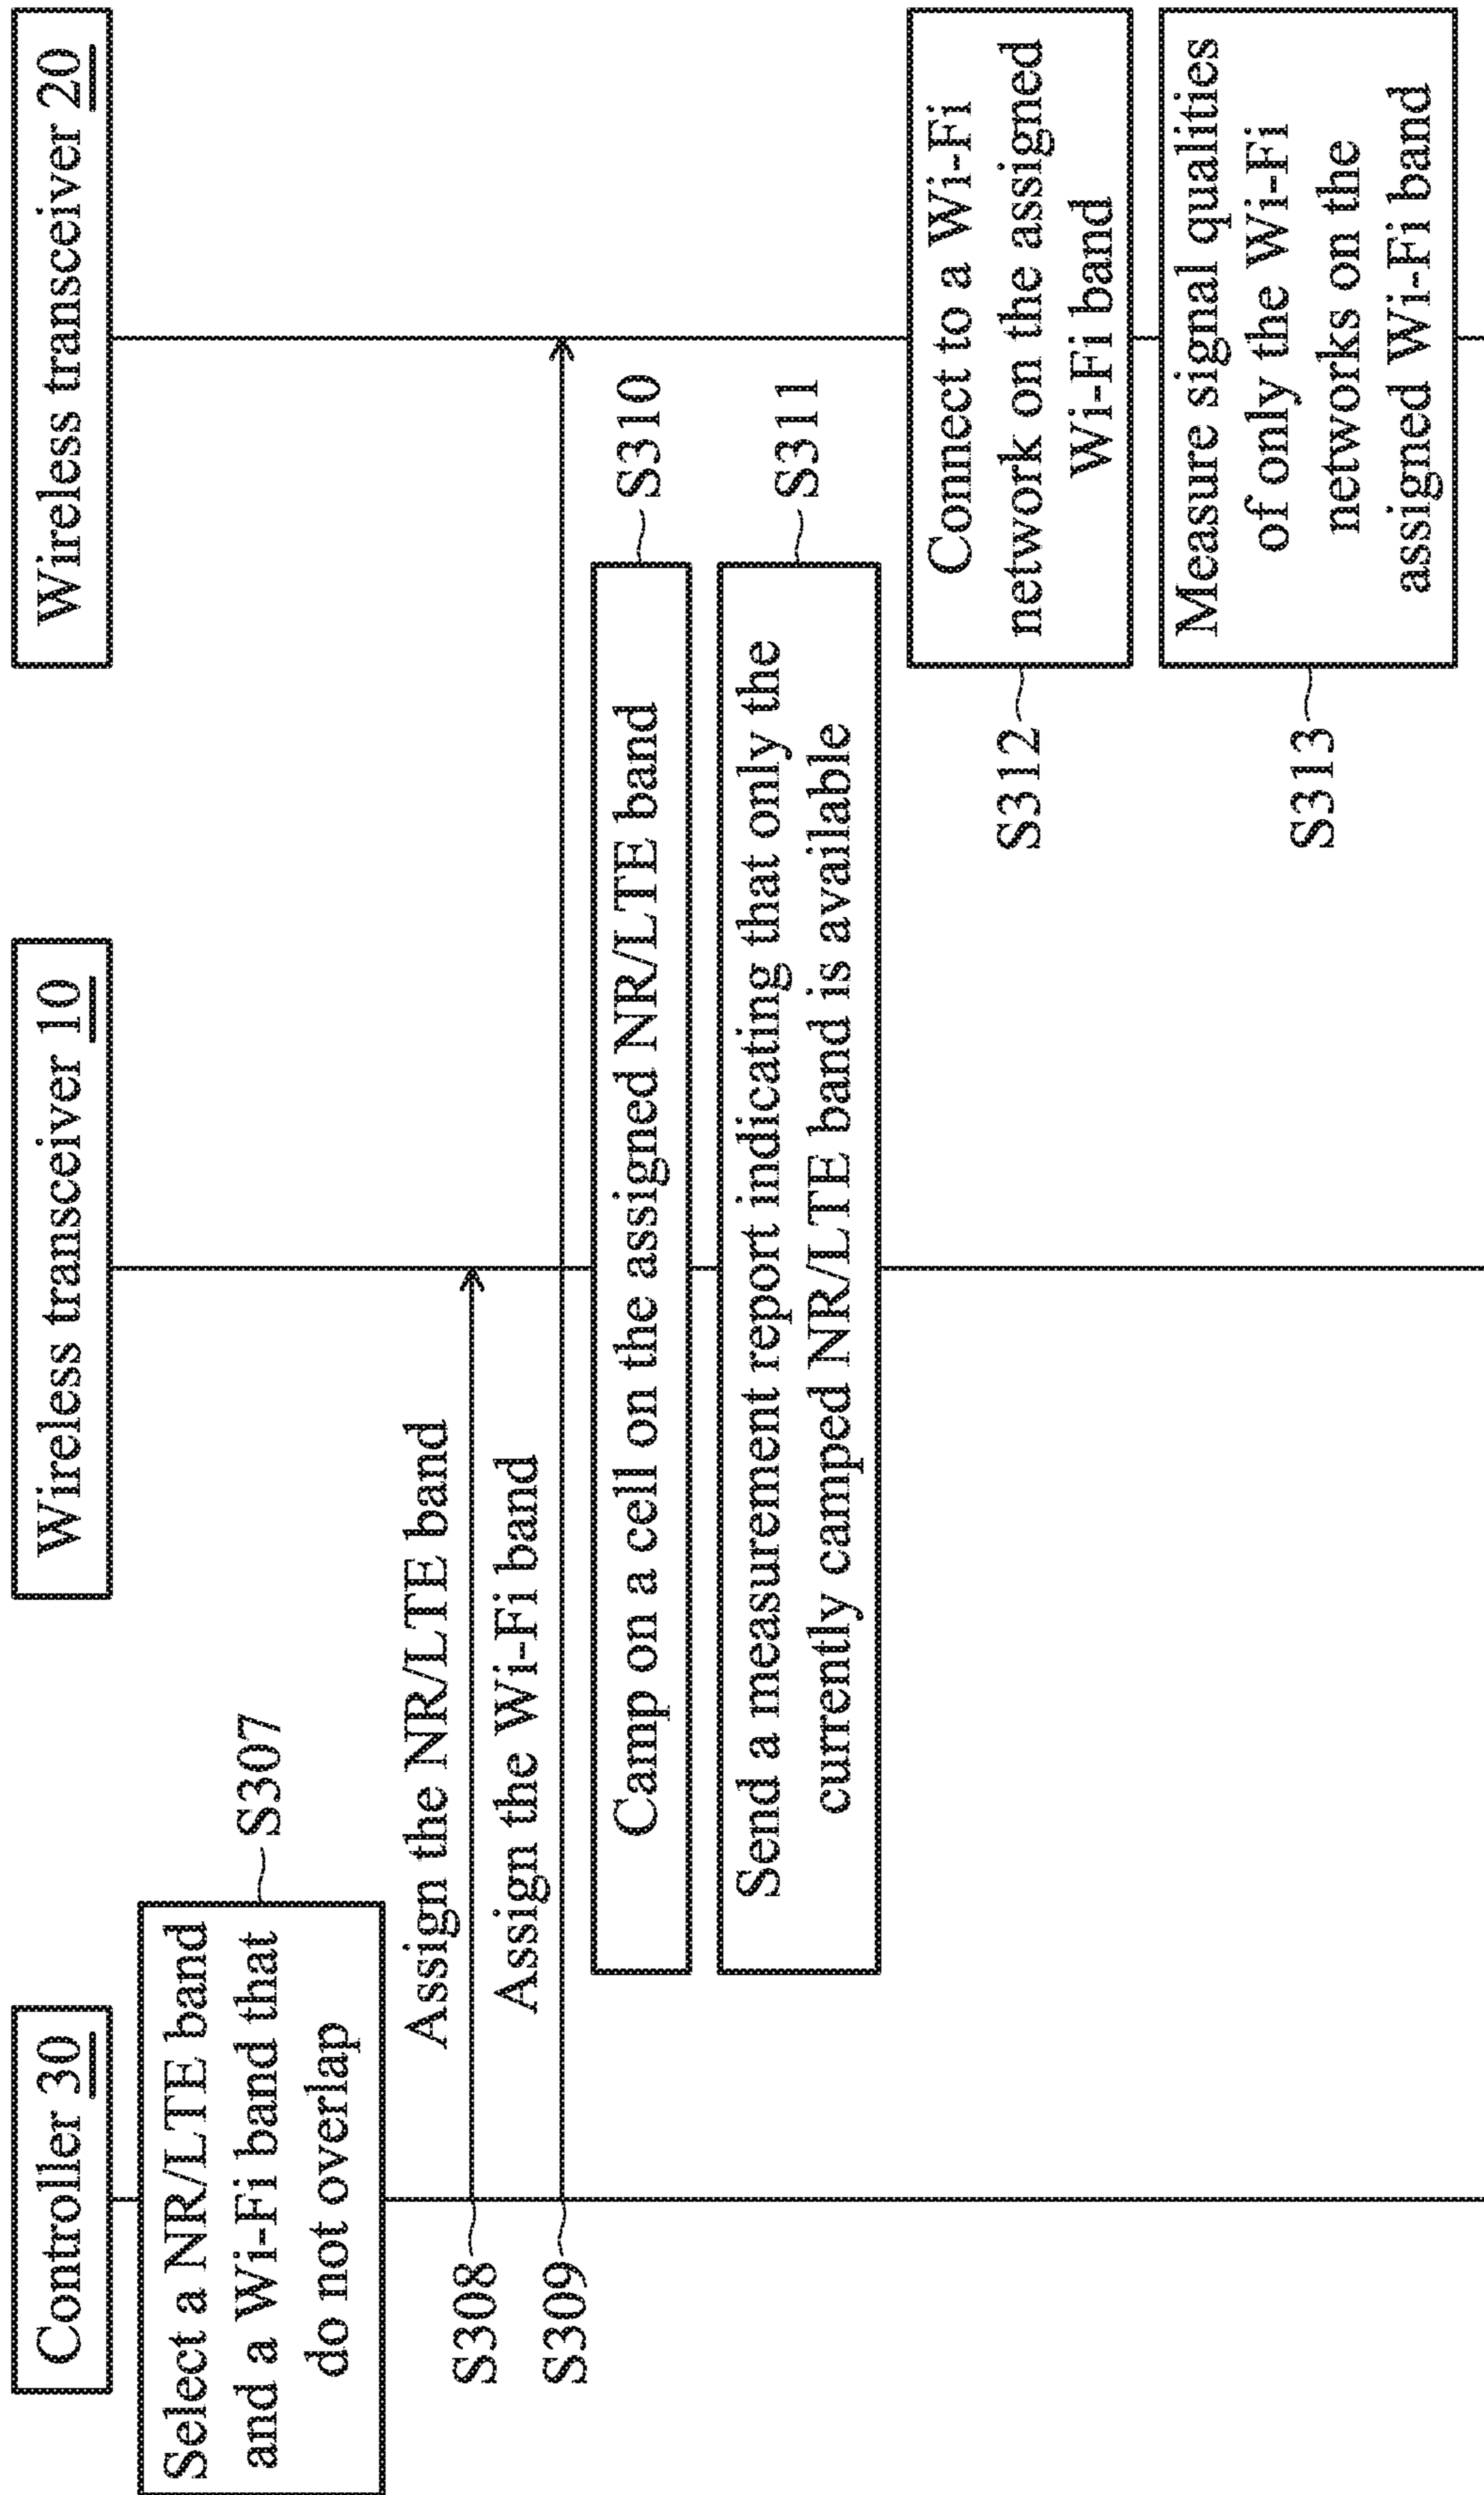 Controller 30
Wireless transceiver 10
Wireless transceiver 20
Select a NR/LTE band
and a Wi-Fi band that
do not overlap
S307
S308
Assign the NR/LTE band
S309
Assign the Wi-Fi band
Camp on a cell on the assigned NR/LTE band
S310
Send a measurement report indicating that only the
currently camped NR/LTE band is available
S311
S312
Connect to a Wi-Fi
network on the assigned
Wi-Fi band
S313
Measure signal qualities
of only the Wi-Fi
networks on the
assigned Wi-Fi band